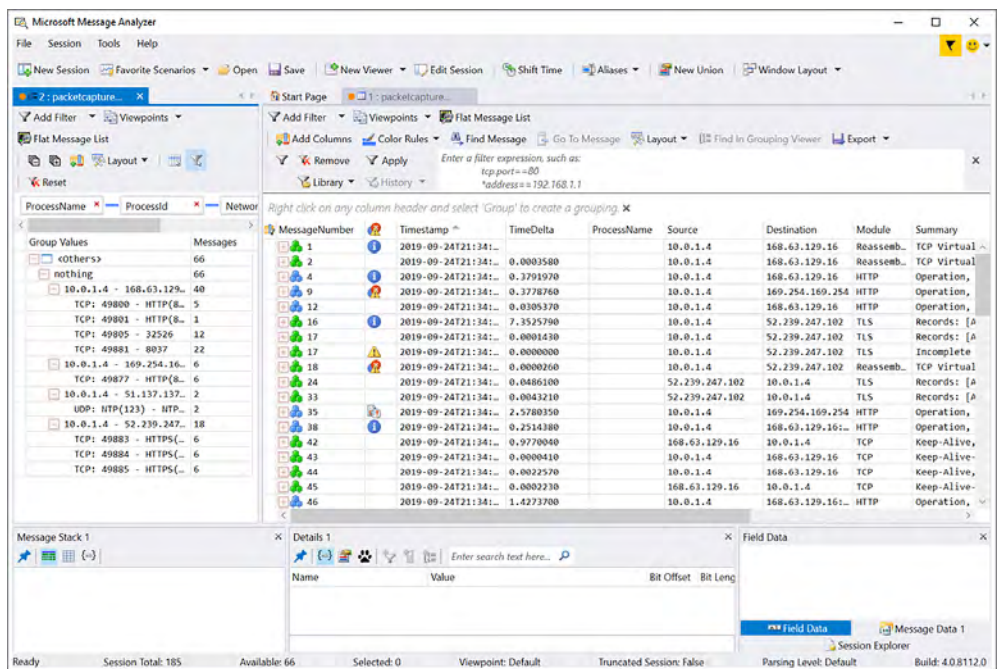 Microsoft Message Analyzer
File Session Tools Help
New Session Favorite Scenarios Open Save New Viewer Edit Session Shift Time Aliases New Union Window Layout
2 : packetcapture... Start Page 1 : packetcapture...
Add Filter Viewpoints
Flat Message List
Layout
Reset
ProcessName ProcessId Networ
Group Values Messages
<Others> 66
nothing 66
10.0.1.4 - 168.63.129... 40
TCP: 49800 - HTTP(8... 5
TCP: 49801 - HTTP(8... 1
TCP: 49805 - 32526 12
TCP: 49881 - 8037 22
10.0.1.4 - 169.254.16... 6
TCP: 49877 - HTTP(8... 6
10.0.1.4 - 51.137.137... 2
UDP: NTP(123) - NTP... 2
10.0.1.4 - 52.239.247... 18
TCP: 49883 - HTTPS(... 6
TCP: 49884 - HTTPS(... 6
TCP: 49885 - HTTPS(... 6
Add Filter Viewpoints Flat Message List
Add Columns Color Rules Find Message Go To Message Layout Find In Grouping Viewer Export
Remove Apply Enter a filter expression, such as:
tcp.port==80
Library History *address==192.168.1.1
Right click on any column header and select 'Group' to create a grouping.
MessageNumber Timestamp TimeDelta ProcessName Source Destination Module Summary
1 2019-09-24T21:34:... 10.0.1.4 168.63.129.16 Reassemb... TCP Virtual
2 2019-09-24T21:34:... 0.0003580 10.0.1.4 168.63.129.16 Reassemb... TCP Virtual
4 2019-09-24T21:34:... 0.3791970 10.0.1.4 168.63.129.16 HTTP Operation,
9 2019-09-24T21:34:... 0.3778760 10.0.1.4 169.254.169.254 HTTP Operation,
12 2019-09-24T21:34:... 0.0305370 10.0.1.4 168.63.129.16 HTTP Operation,
16 2019-09-24T21:34:... 7.3525790 10.0.1.4 52.239.247.102 TLS Records: [A
17 2019-09-24T21:34:... 0.0001430 10.0.1.4 52.239.247.102 TLS Records: [A
17 2019-09-24T21:34:... 0.0000000 10.0.1.4 52.239.247.102 TLS Incomplete
18 2019-09-24T21:34:... 0.0000260 10.0.1.4 52.239.247.102 Reassemb... TCP Virtual
24 2019-09-24T21:34:... 0.0486100 52.239.247.102 10.0.1.4 TLS Records: [A
33 2019-09-24T21:34:... 0.0043210 52.239.247.102 10.0.1.4 TLS Records: [A
35 2019-09-24T21:34:... 2.5780350 10.0.1.4 169.254.169.254 HTTP Operation,
38 2019-09-24T21:34:... 0.2514380 10.0.1.4 168.63.129.16:... HTTP Operation,
42 2019-09-24T21:34:... 0.9770040 168.63.129.16 10.0.1.4 TCP Keep-Alive,
43 2019-09-24T21:34:... 0.0000410 10.0.1.4 168.63.129.16 TCP Keep-Alive-
44 2019-09-24T21:34:... 0.0022570 10.0.1.4 168.63.129.16 TCP Keep-Alive,
45 2019-09-24T21:34:... 0.0002230 168.63.129.16 10.0.1.4 TCP Keep-Alive-
46 2019-09-24T21:34:... 1.4273700 10.0.1.4 168.63.129.16:... HTTP Operation,
Message Stack 1 Details 1 Field Data
Enter search text here...
Name Value Bit Offset Bit Leng
Field Data Message Data 1
Session Explorer
Ready Session Total: 185 Available: 66 Selected: 0 Viewpoint: Default Truncated Session: False Parsing Level: Default Build: 4.0.8112.0